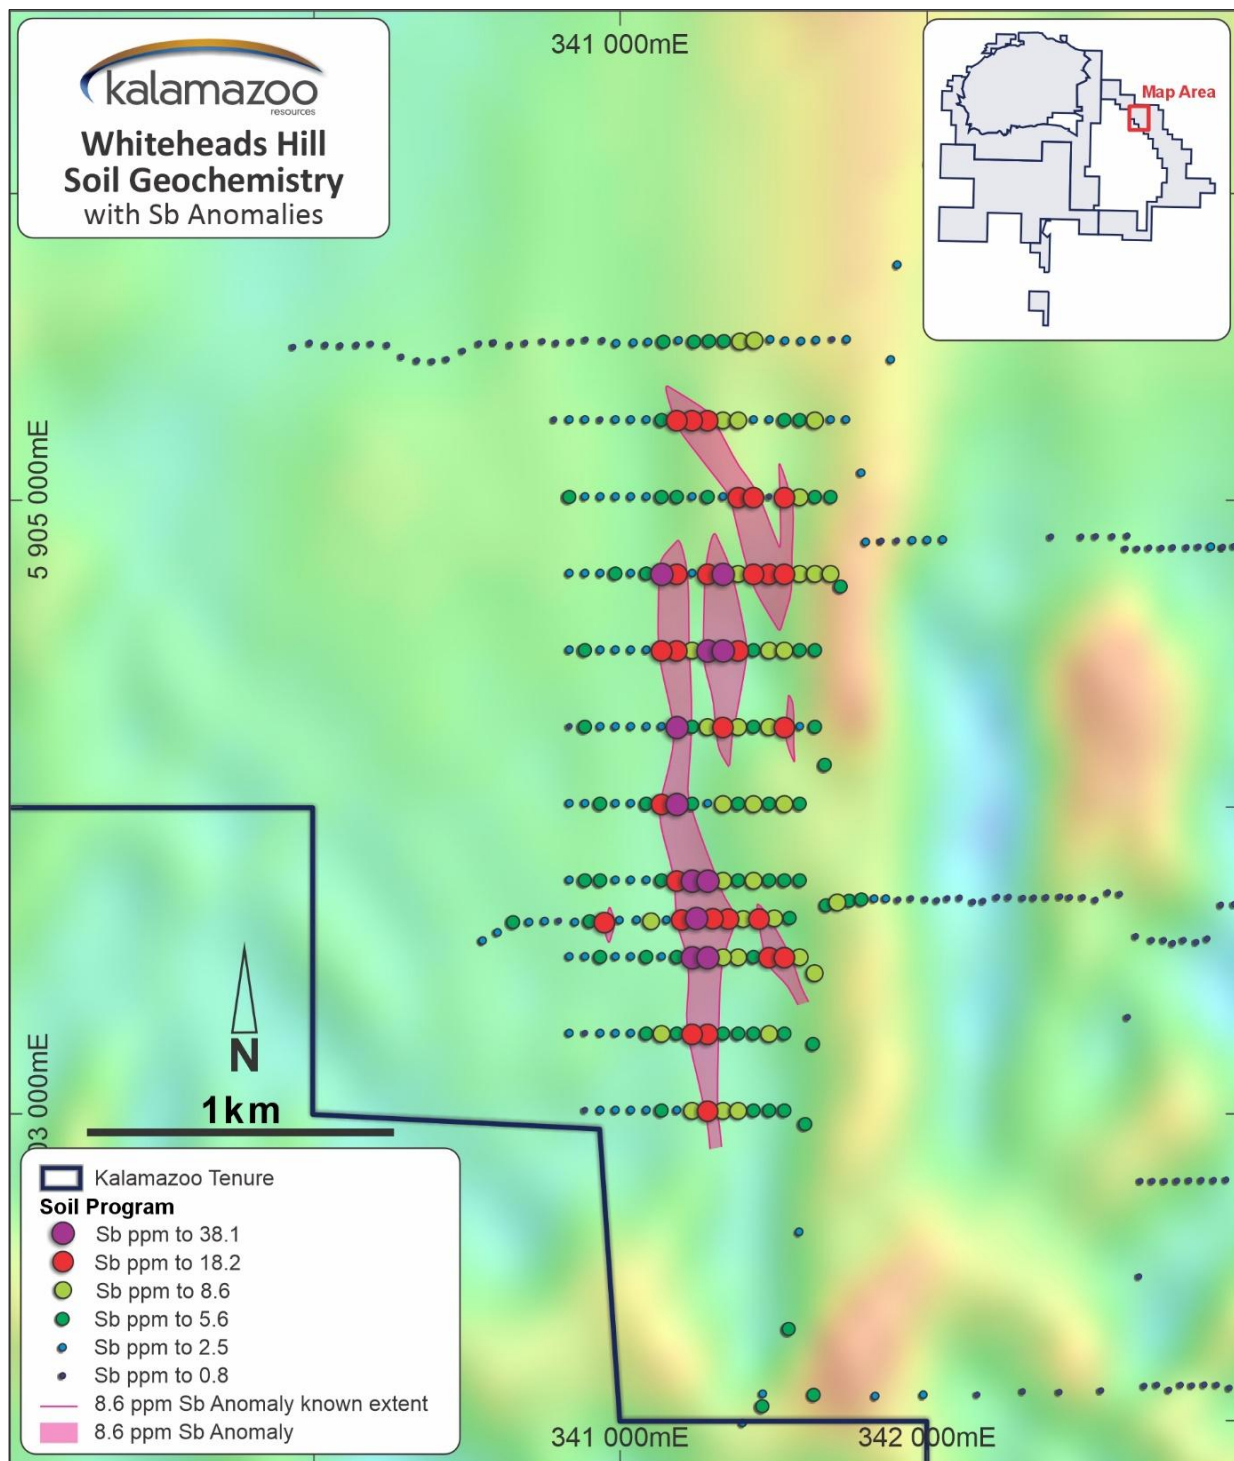 kalamazoo
resources
Whiteheads Hill
Soil Geochemistry
with Sb Anomalies
341 000mE
Map Area
5 905 000mE
03 000mE
N
1km
Kalamazoo Tenure
Soil Program
Sb ppm to 38.1
Sb ppm to 18.2
Sb ppm to 8.6
Sb ppm to 5.6
Sb ppm to 2.5
Sb ppm to 0.8
8.6 ppm Sb Anomaly known extent
8.6 ppm Sb Anomaly
341 000mE
342 000mE